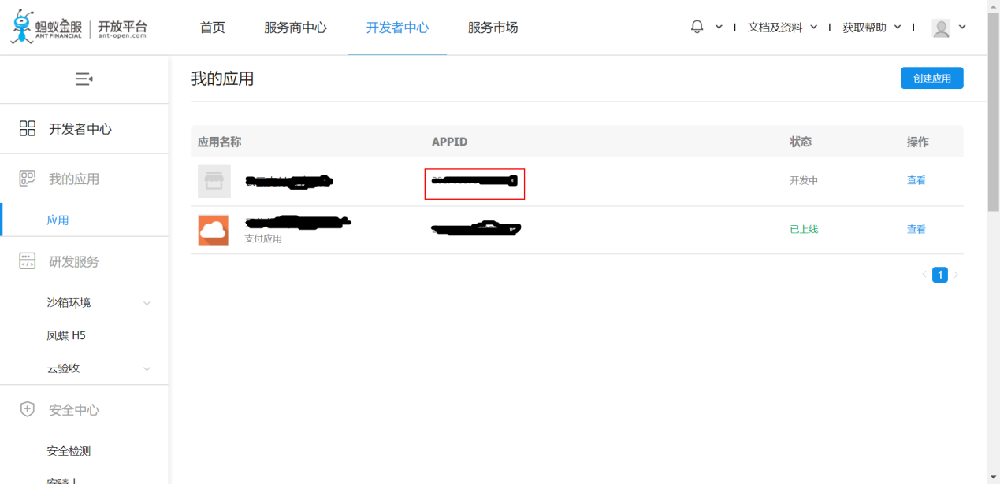 蚂蚁金服 开放平台
ANT FINANCIAL ant-open.com
首页 服务商中心 开发者中心 服务市场
文档及资料 获取帮助
我的应用 创建应用
开发者中心
我的应用
应用
研发服务
沙箱环境
凤蝶 H5
云验收
安全中心
安全检测
安骑士
应用名称 APPID 状态 操作
开发中 查看
支付应用 已上线 查看
1